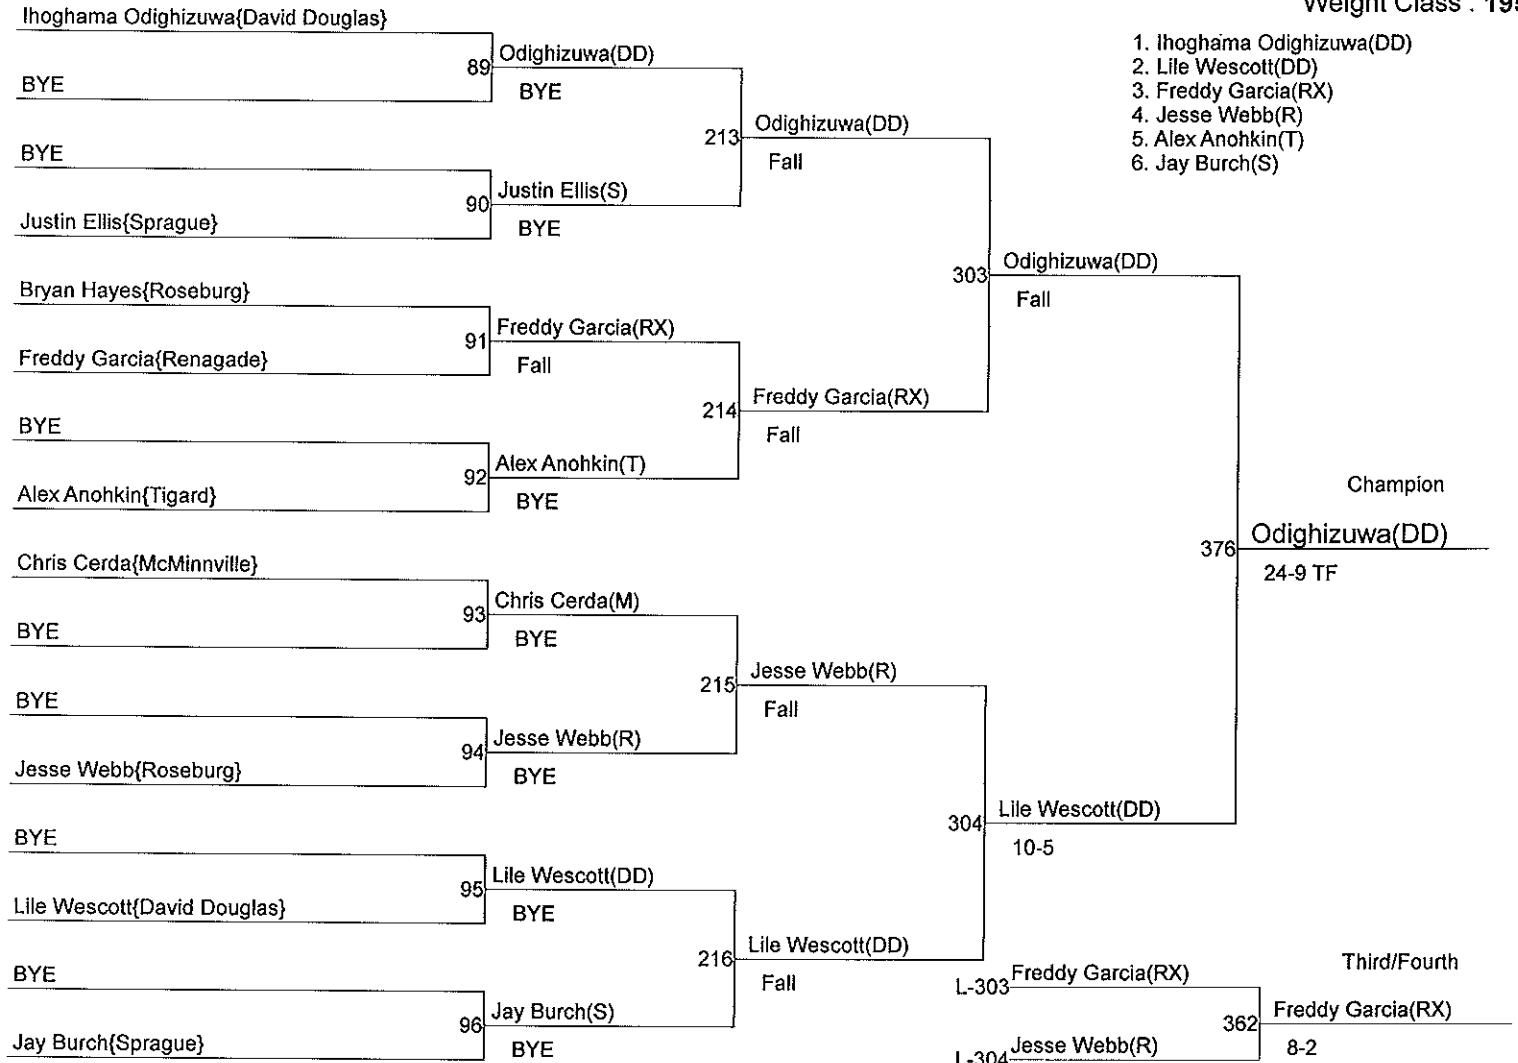 Weight Class : 195
Ihoghama Odighizuwa{David Douglas}
BYE
BYE
Justin Ellis{Sprague}
Bryan Hayes{Roseburg}
Freddy Garcia{Renagade}
BYE
Alex Anohkin{Tigard}
Chris Cerda{McMinnville}
BYE
BYE
Jesse Webb{Roseburg}
BYE
Lile Wescott{David Douglas}
BYE
Jay Burch{Sprague}
89
Odighizuwa(DD)
BYE
90
Justin Ellis(S)
BYE
91
Freddy Garcia(RX)
Fall
92
Alex Anohkin(T)
BYE
93
Chris Cerda(M)
BYE
94
Jesse Webb(R)
BYE
95
Lile Wescott(DD)
BYE
96
Jay Burch(S)
BYE
213
Odighizuwa(DD)
Fall
214
Freddy Garcia(RX)
Fall
215
Jesse Webb(R)
Fall
216
Lile Wescott(DD)
Fall
303
Odighizuwa(DD)
Fall
304
Lile Wescott(DD)
10-5
1. Ihoghama Odighizuwa(DD)
2. Lile Wescott(DD)
3. Freddy Garcia(RX)
4. Jesse Webb(R)
5. Alex Anohkin(T)
6. Jay Burch(S)
Champion
376
Odighizuwa(DD)
24-9 TF
Third/Fourth
L-303
Freddy Garcia(RX)
L-304
Jesse Webb(R)
362
Freddy Garcia(RX)
8-2